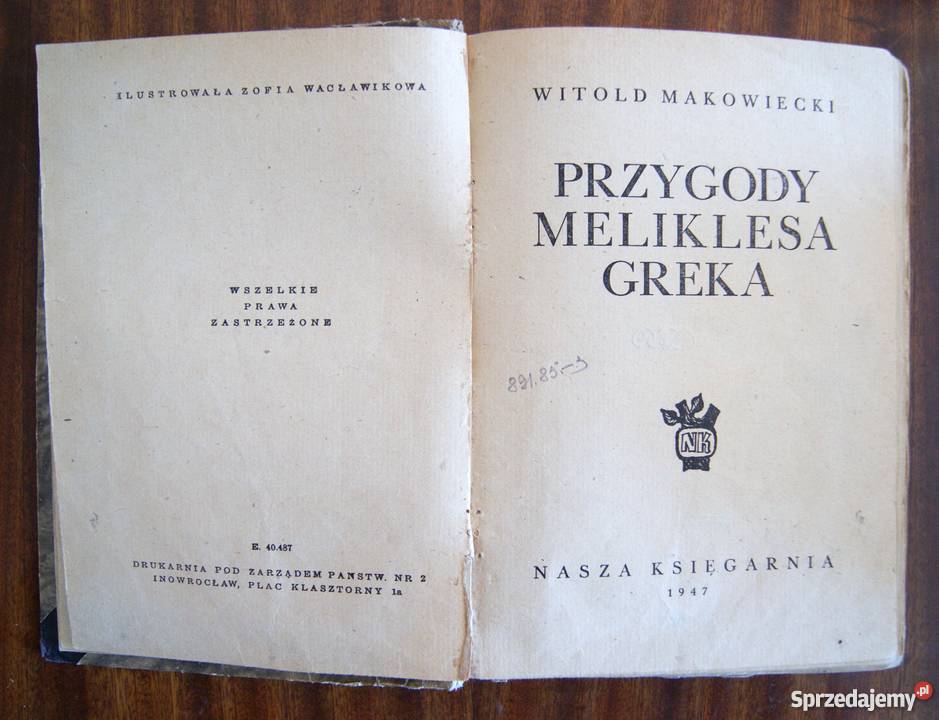 ILUSTROWAŁA ZOFIA WACŁAWIKOWA
WSZELKIE
PRAWA
ZASTRZEŻONE
E. 40.487
DRUKARNIA POD ZARZĄDEM PAŃSTW. NR 2
INOWROCŁAW, PLAC KLASZTORNY 1a
WITOLD MAKOWIECKI
PRZYGODY
MELIKLESA
GREKA
891.85-3
NK
NASZA KSIĘGARNIA
1947
Sprzedajemy.pl